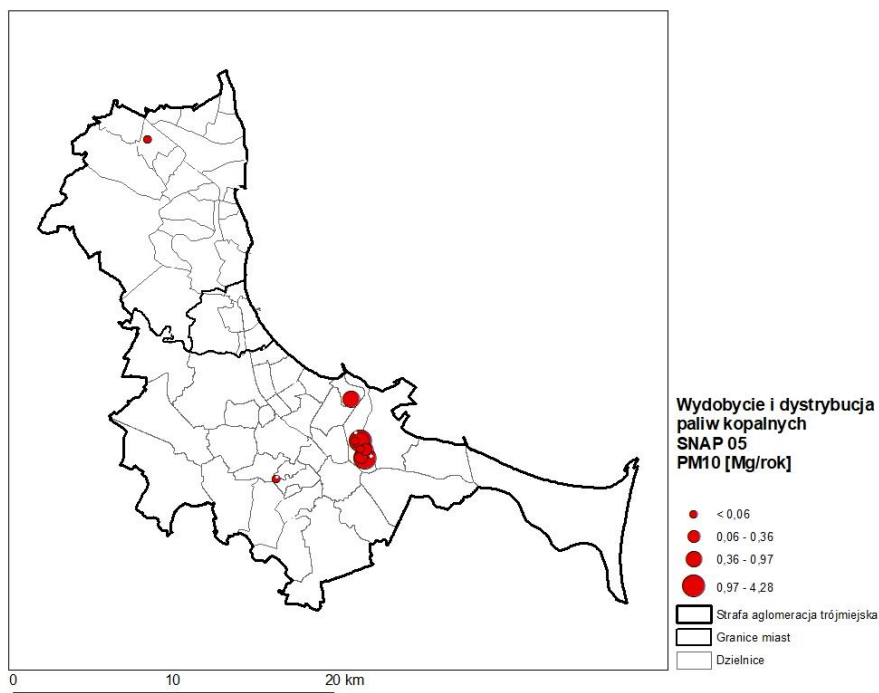 Wydobycie i dystrybucja
paliw kopalnych
SNAP 05
PM10 [Mg/rok]
< 0,06
0,06 - 0,36
0,36 - 0,97
0,97 - 4,28
Strafa aglomeracja trójmiejska
Granice miast
Dzielnice
0 10 20 km